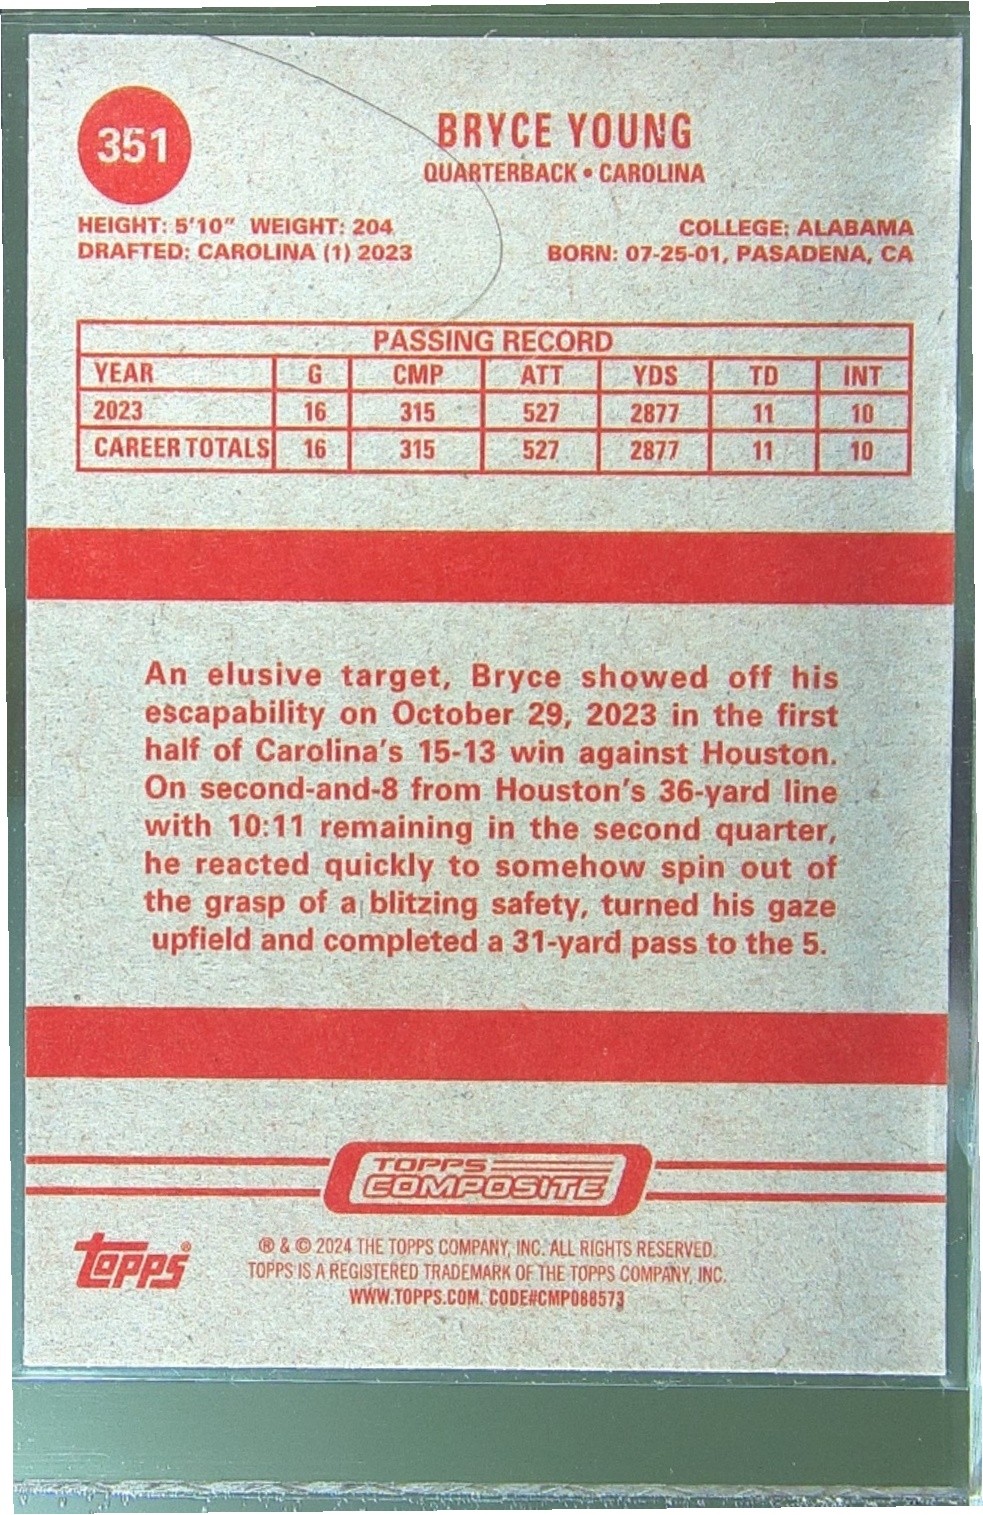 351
BRYCE YOUNG
QUARTERBACK • CAROLINA
HEIGHT: 5'10" WEIGHT: 204
DRAFTED: CAROLINA (1) 2023
COLLEGE: ALABAMA
BORN: 07-25-01, PASADENA, CA
PASSING RECORD
YEAR G CMP ATT YDS TD INT
2023 16 315 527 2877 11 10
CAREER TOTALS 16 315 527 2877 11 10
An elusive target, Bryce showed off his
escapability on October 29, 2023 in the first
half of Carolina's 15-13 win against Houston.
On second-and-8 from Houston's 36-yard line
with 10:11 remaining in the second quarter,
he reacted quickly to somehow spin out of
the grasp of a blitzing safety, turned his gaze
upfield and completed a 31-yard pass to the 5.
TOPPS
COMPOSITE
topps®
® & © 2024 THE TOPPS COMPANY, INC. ALL RIGHTS RESERVED.
TOPPS IS A REGISTERED TRADEMARK OF THE TOPPS COMPANY, INC.
WWW.TOPPS.COM. CODE#CMP088573